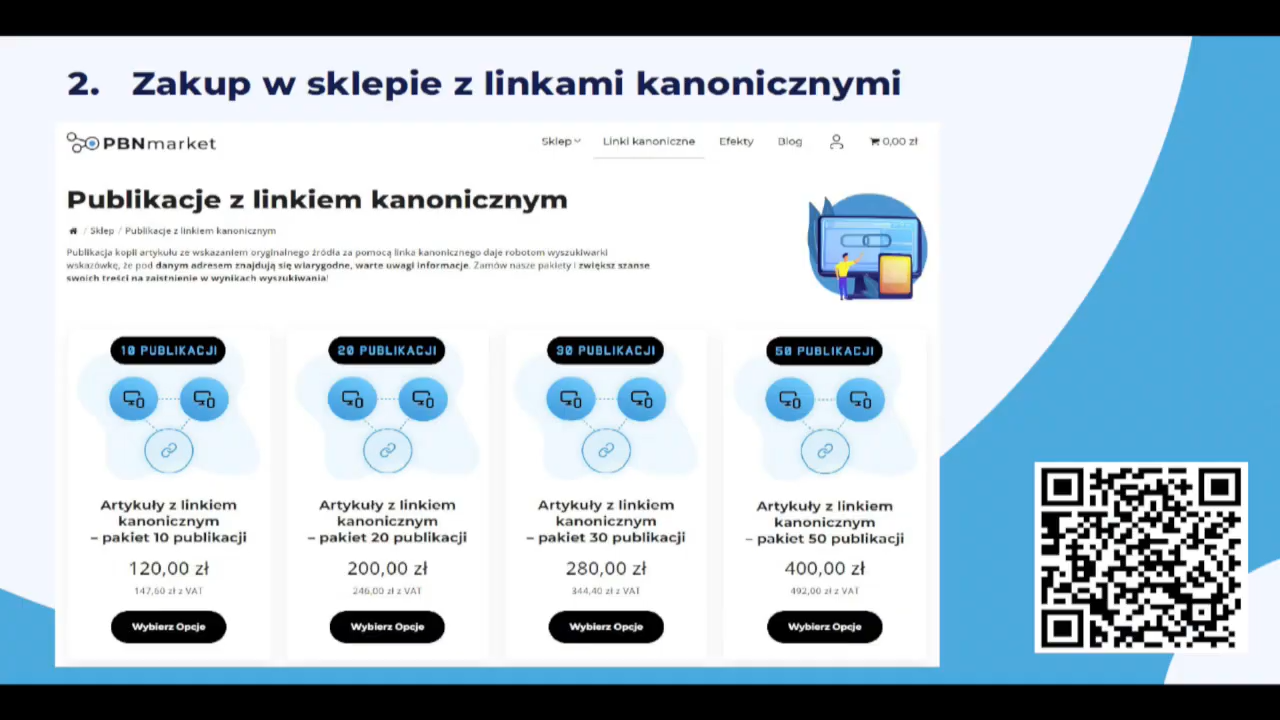 2. Zakup w sklepie z linkami kanonicznymi
PBNmarket
Sklep
Linki kanoniczne
Efekty
Blog
0,00 zł
Publikacje z linkiem kanonicznym
/ Sklep / Publikacje z linkiem kanonicznym
Publikacja kopii artykułu ze wskazaniem oryginalnego źródła za pomocą linka kanonicznego daje robotom wyszukiwarki
wskazówkę, że pod danym adresem znajdują się wiarygodne, warte uwagi informacje. Zamów nasze pakiety i zwiększ szanse
swoich treści na zaistnienie w wynikach wyszukiwania!
10 PUBLIKACJI
Artykuły z linkiem
kanonicznym
– pakiet 10 publikacji
120,00 zł
147,60 zł z VAT
Wybierz Opcje
20 PUBLIKACJI
Artykuły z linkiem
kanonicznym
– pakiet 20 publikacji
200,00 zł
246,00 zł z VAT
Wybierz Opcje
30 PUBLIKACJI
Artykuły z linkiem
kanonicznym
– pakiet 30 publikacji
280,00 zł
344,40 zł z VAT
Wybierz Opcje
50 PUBLIKACJI
Artykuły z linkiem
kanonicznym
– pakiet 50 publikacji
400,00 zł
492,00 zł z VAT
Wybierz Opcje